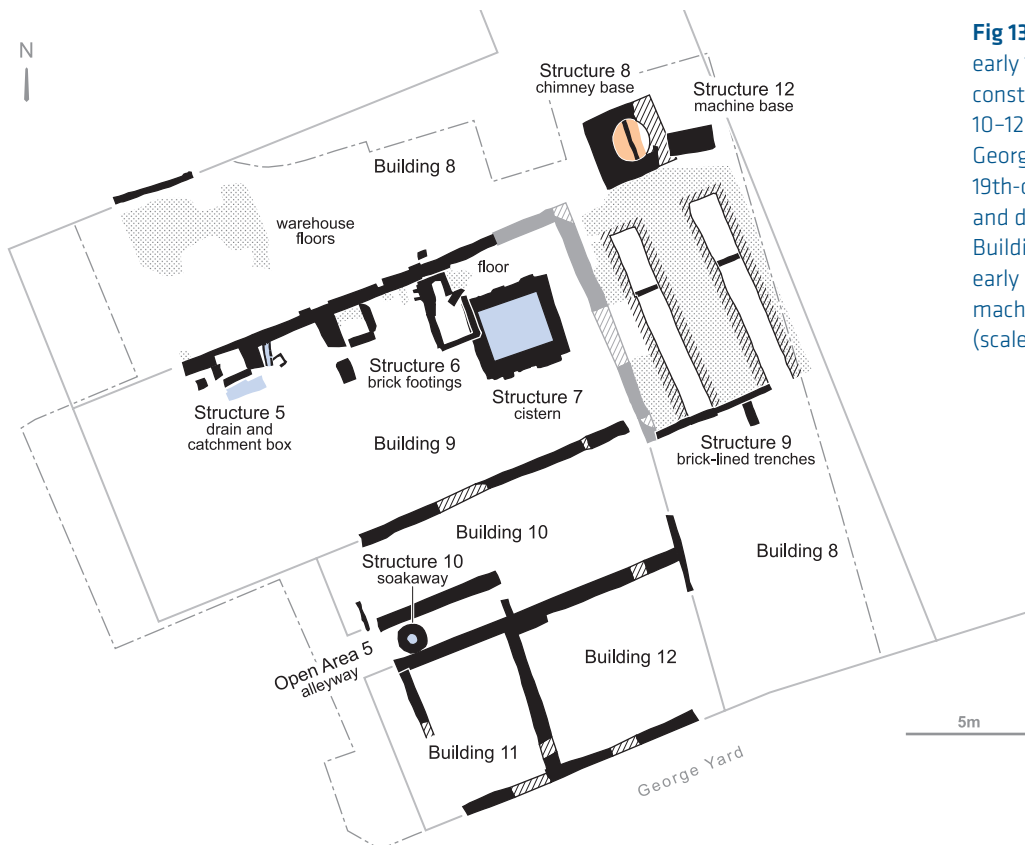 N
Structure 8
chimney base
Structure 12
machine base
Building 8
warehouse
floors
floor
Structure 6
brick footings
Structure 7
cistern
Structure 5
drain and
catchment box
Building 9
Structure 9
brick-lined trenches
Building 10
Building 8
Structure 10
soakaway
Open Area 5
alleyway
Building 12
Building 11
George Yard
5m
Fig 13
early
const
10–12
Georg
19th-c
and d
Buildi
early
mach
(scale